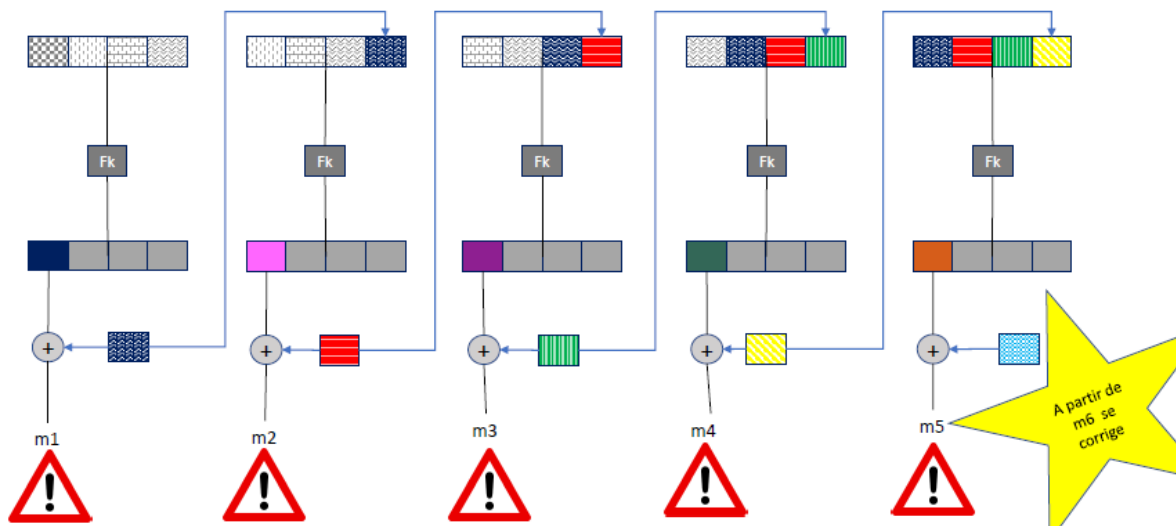 Fk
Fk
Fk
Fk
Fk
+
+
+
+
+
m1
m2
m3
m4
m5
A partir de
m6 se
corrige